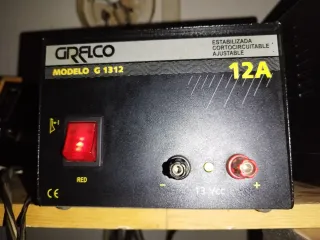 GRELCO
ESTABILIZADA
CORTOCIRCUITABLE
AJUSTABLE
MODELO G 1312
12A
RED
- 13 Vcc +
CE